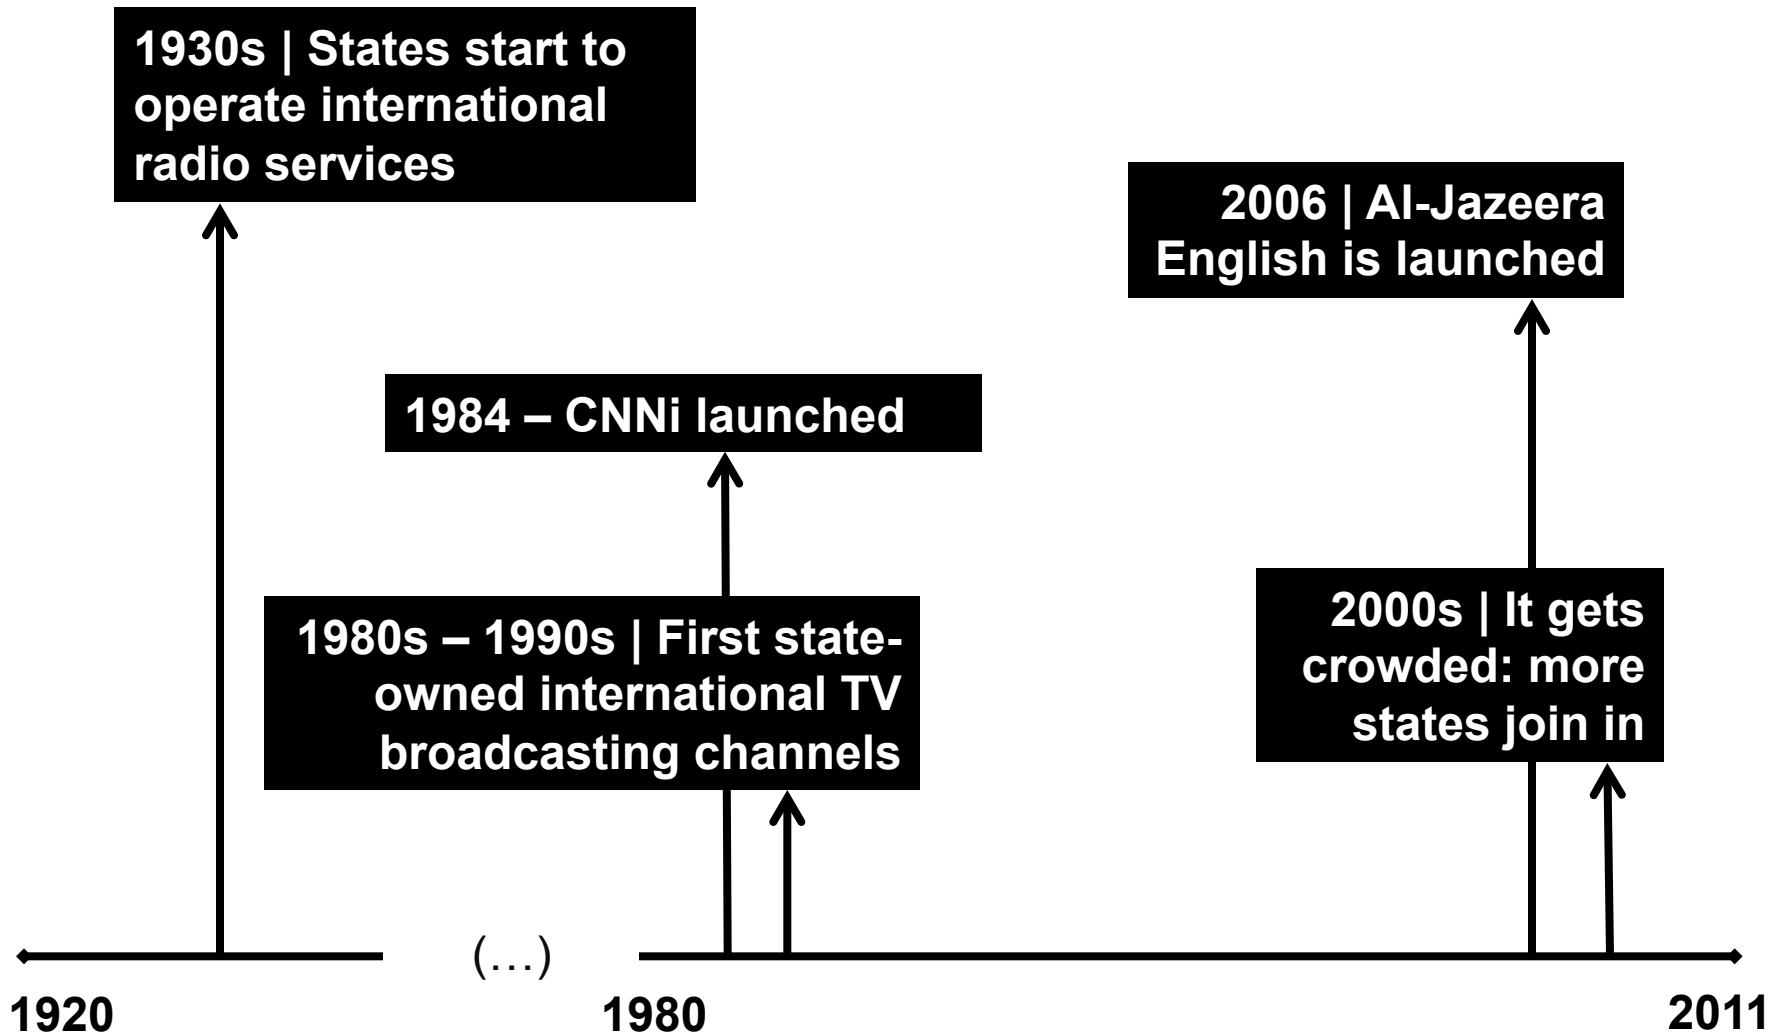 1930s | States start to
operate international
radio services
2006 | Al-Jazeera
English is launched
1984 – CNNi launched
1980s – 1990s | First state-
owned international TV
broadcasting channels
2000s | It gets
crowded: more
states join in
(…)
1920
1980
2011